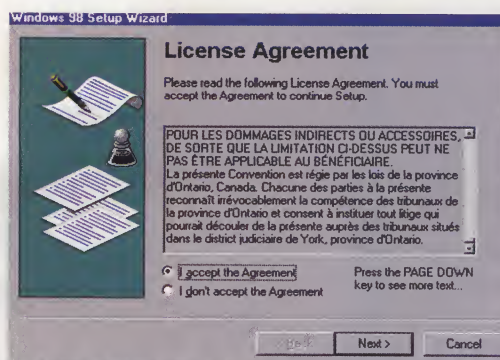 Windows 98 Setup Wizard
License Agreement
Please read the following License Agreement. You must
accept the Agreement to continue Setup.
POUR LES DOMMAGES INDIRECTS OU ACCESSOIRES,
DE SORTE QUE LA LIMITATION CI-DESSUS PEUT NE
PAS ÊTRE APPLICABLE AU BÉNÉFICIAIRE.
La présente Convention est régie par les lois de la province
d'Ontario, Canada. Chacune des parties à la présente
reconnaît irrévocablement la compétence des tribunaux de
la province d'Ontario et consent à instituer tout litige qui
pourrait découler de la présente auprès des tribunaux situés
dans le district judiciaire de York, province d'Ontario.
I accept the Agreement
I don't accept the Agreement
Press the PAGE DOWN
key to see more text...
Next >
Cancel